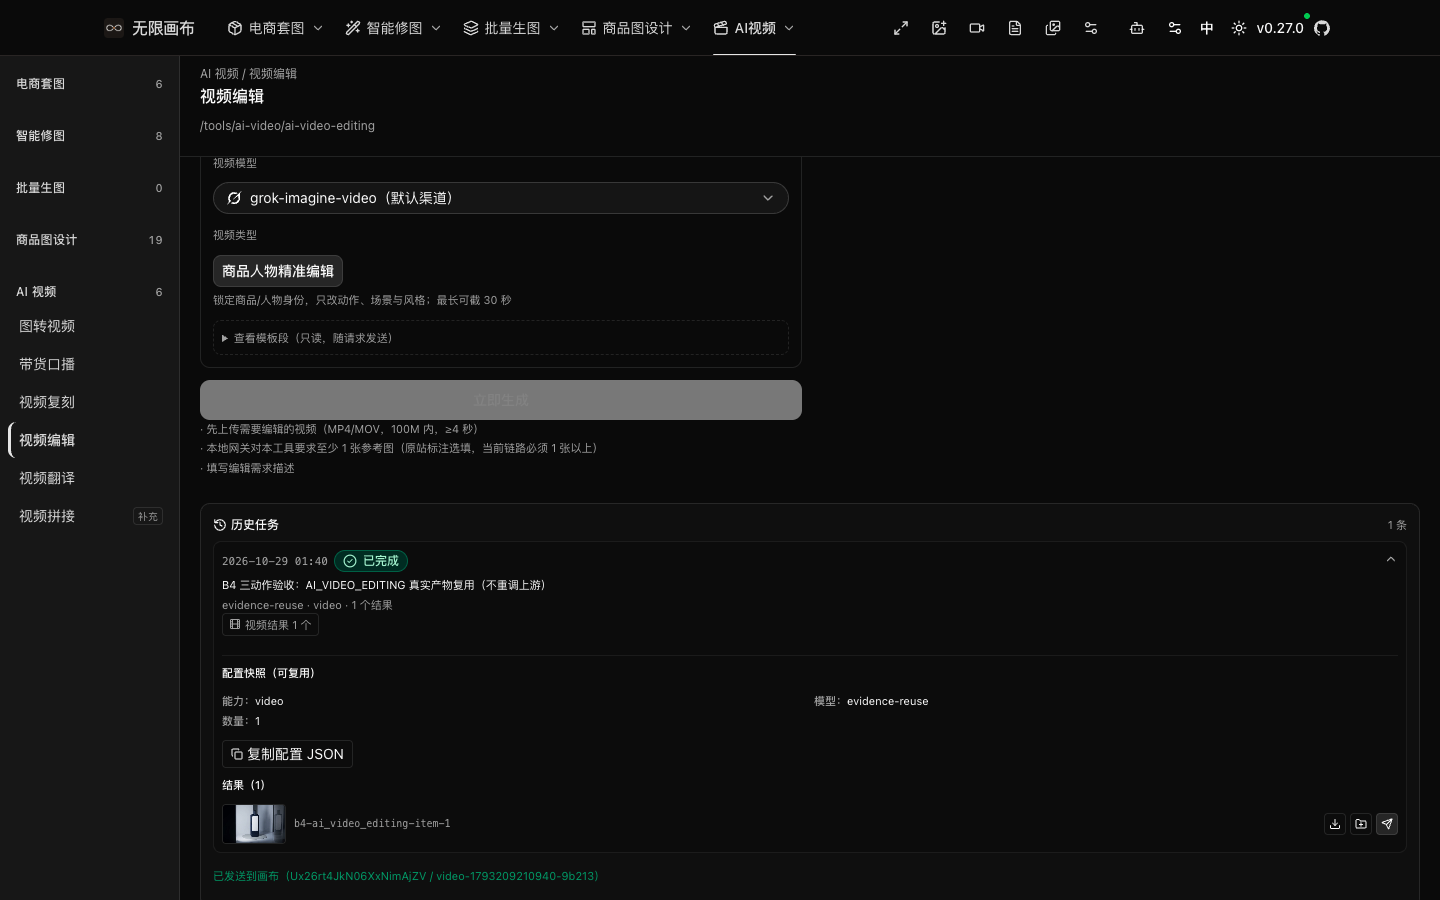 无限画布
电商套图
智能修图
批量生图
商品图设计
AI视频
中
v0.27.0
电商套图 6
智能修图 8
批量生图 0
商品图设计 19
AI 视频 6
图转视频
带货口播
视频复刻
视频编辑
视频翻译
视频拼接 补充
AI 视频 / 视频编辑
视频编辑
/tools/ai-video/ai-video-editing
视频模型
grok-imagine-video（默认渠道）
视频类型
商品人物精准编辑
锁定商品/人物身份，只改动作、场景与风格；最长可截 30 秒
查看模板段（只读，随请求发送）
立即生成
· 先上传需要编辑的视频（MP4/MOV，100M 内，≥4 秒）
· 本地网关对本工具要求至少 1 张参考图（原站标注选填，当前链路必须 1 张以上）
· 填写编辑需求描述
历史任务 1 条
2026-10-29 01:40 已完成
B4 三动作验收：AI_VIDEO_EDITING 真实产物复用（不重调上游）
evidence-reuse · video · 1 个结果
视频结果 1 个
配置快照（可复用）
能力：video 模型：evidence-reuse
数量：1
复制配置 JSON
结果（1）
b4-ai_video_editing-item-1
已发送到画布（Ux26rt4JkN06XxNimAjZV / video-1793209210940-9b213）